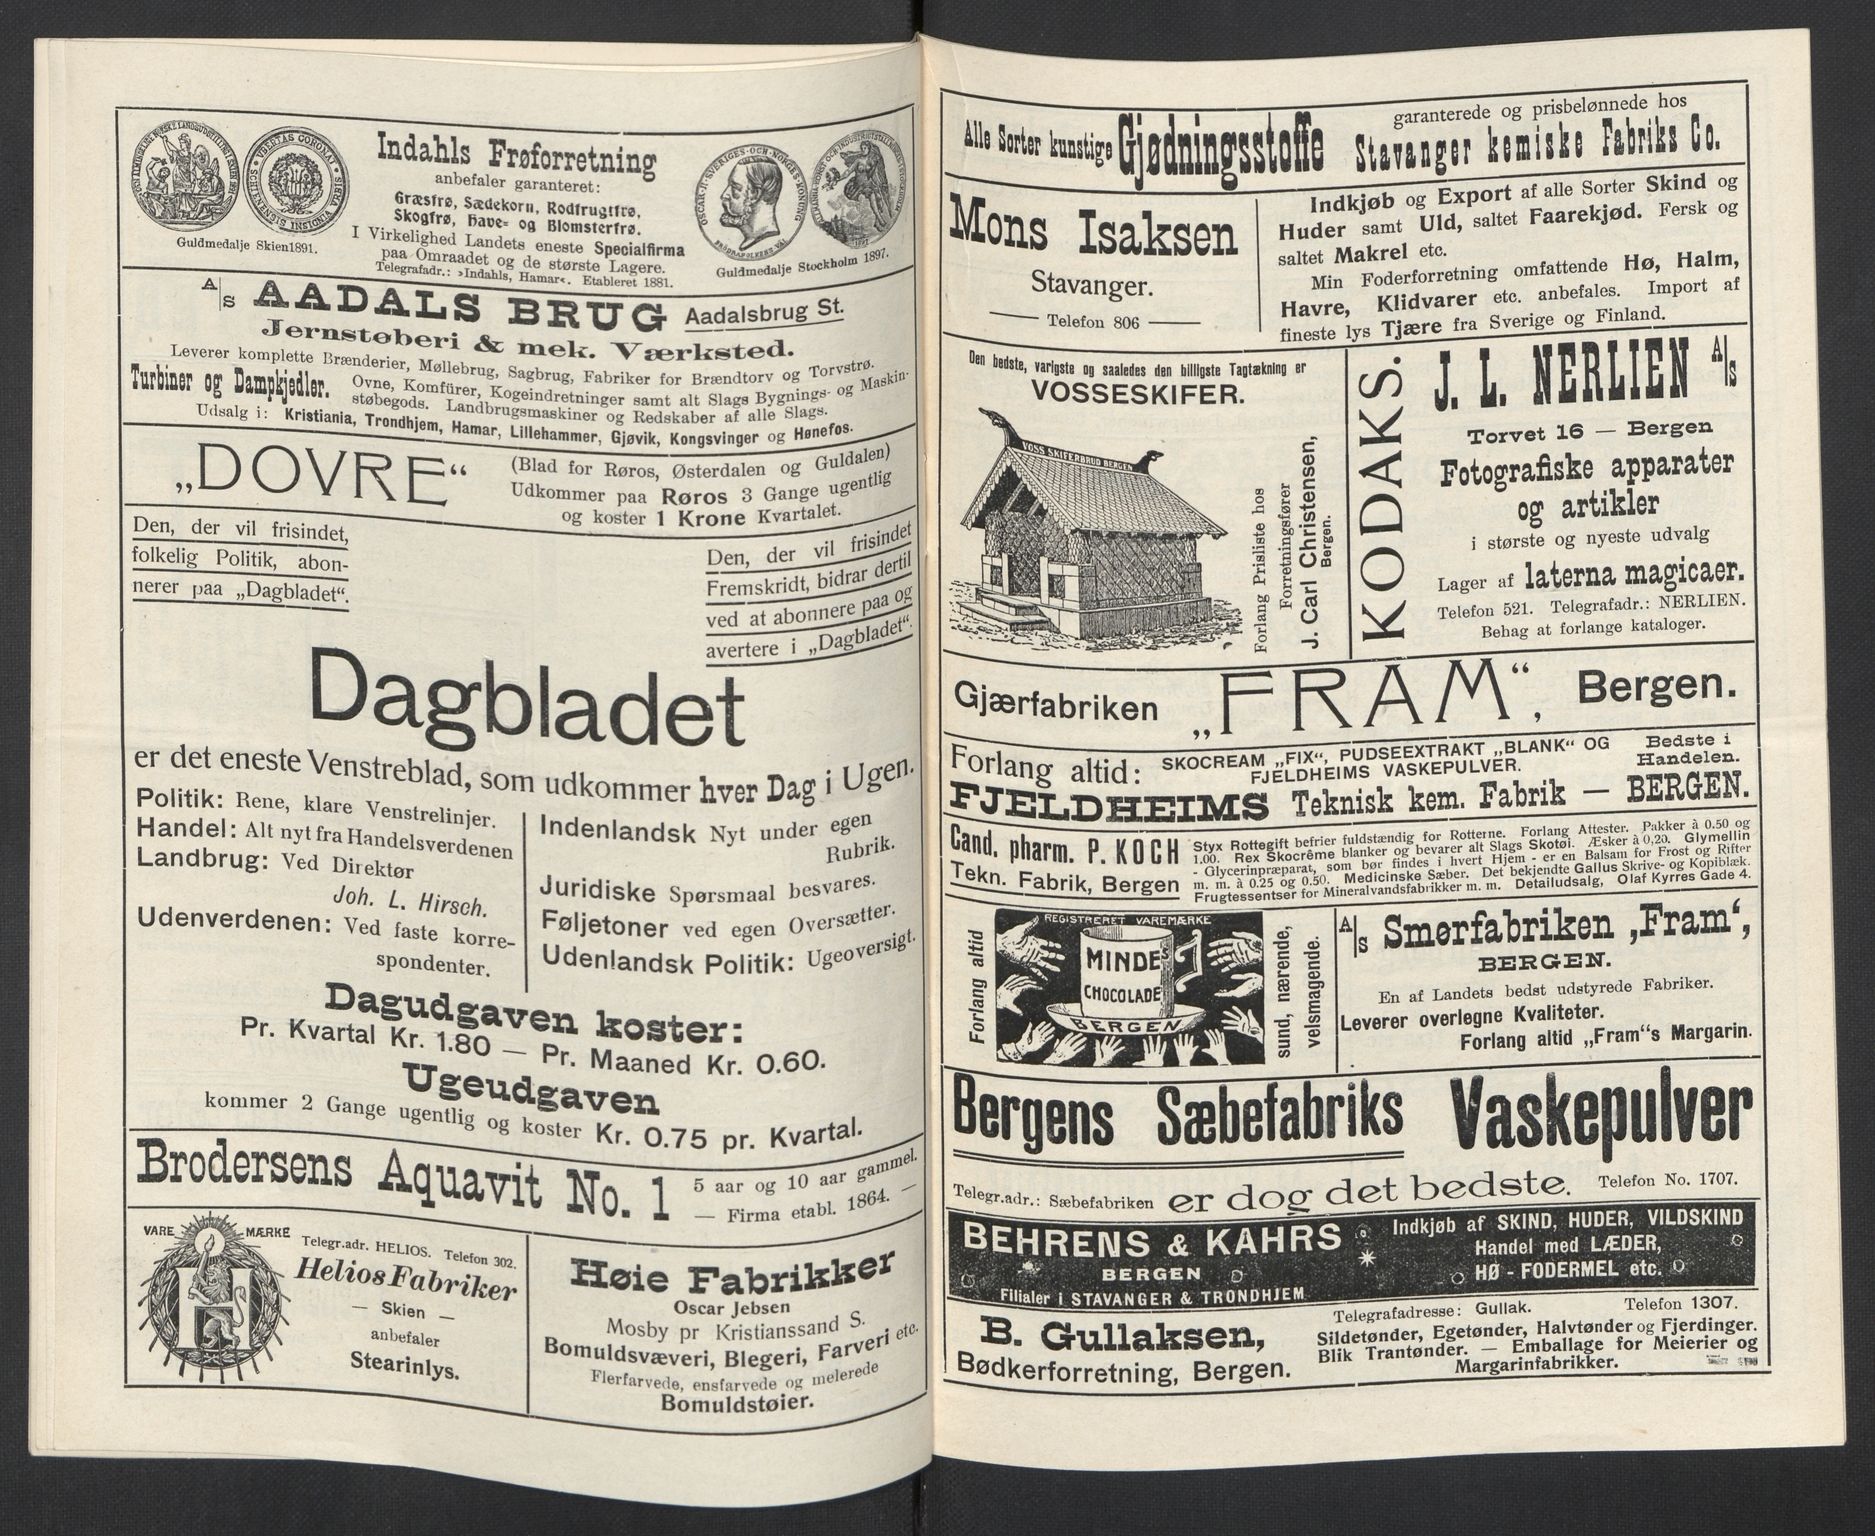 DET KONGELIGE NORSKE LANDHUSHOLDNINGS
UBERTAS CORONAT
SCIENTIGENIS INSIGNIA
Guldmedalje Skien1891.
Indahls Frøforretning
anbefaler garanteret:
Græsfrø, Sædekorn, Rodfrugtfrø,
Skogfrø, Have- og Blomsterfrø.
I Virkelighed Landets eneste Specialfirma
paa Omraadet og de største Lagere.
Telegrafadr.: »Indahls, Hamar«. Etableret 1881.
OSCAR·II·SVERIGES·OCH·NORGES·KONUNG
BRÖDRAFOLKENS VÄL
1897
Guldmedalje Stockholm 1897.
A/s AADALS BRUG Aadalsbrug St.
Jernstøberi & mek. Værksted.
Leverer komplette Brænderier, Møllebrug, Sagbrug, Fabriker for Brændtorv og Torvstrø.
Turbiner og Dampkjedler.
Ovne, Komfürer, Kogeindretninger samt alt Slags Bygnings- og Maskin-
støbegods. Landbrugsmaskiner og Redskaber af alle Slags.
Udsalg i: Kristiania, Trondhjem, Hamar, Lillehammer, Gjøvik, Kongsvinger og Hønefos.
„DOVRE“
(Blad for Røros, Østerdalen og Guldalen)
Udkommer paa Røros 3 Gange ugentlig
og koster 1 Krone Kvartalet.
Den, der vil frisindet,
folkelig Politik, abon-
nerer paa „Dagbladet“.
Den, der vil frisindet
Fremskridt, bidrar dertil
ved at abonnere paa og
avertere i „Dagbladet“.
Dagbladet
er det eneste Venstreblad, som udkommer hver Dag i Ugen.
Politik: Rene, klare Venstrelinjer.
Handel: Alt nyt fra Handelsverdenen
Landbrug: Ved Direktør
Joh. L. Hirsch.
Udenverdenen: Ved faste korre-
spondenter.
Indenlandsk Nyt under egen
Rubrik.
Juridiske Spørsmaal besvares.
Føljetoner ved egen Oversætter.
Udenlandsk Politik: Ugeoversigt.
Dagudgaven koster:
Pr. Kvartal Kr. 1.80 — Pr. Maaned Kr. 0.60.
Ugeudgaven
kommer 2 Gange ugentlig og koster Kr. 0.75 pr. Kvartal.
Brodersens Aquavit No. 1
5 aar og 10 aar gammel.
— Firma etabl. 1864. —
VARE MÆRKE
H
Telegr.adr. HELIOS. Telefon 302.
Helios Fabriker
— Skien —
anbefaler
Stearinlys.
Høie Fabrikker
Oscar Jebsen
Mosby pr Kristianssand S.
Bomuldsvæveri, Blegeri, Farveri etc.
Flerfarvede, ensfarvede og melerede
Bomuldstøier.
Alle Sorter kunstige Gjødningsstoffe
garanterede og prisbelønnede hos
Stavanger kemiske Fabriks Co.
Mons Isaksen
Stavanger.
— Telefon 806 —
Indkjøb og Export af alle Sorter Skind og
Huder samt Uld, saltet Faarekjød. Fersk og
saltet Makrel etc.
Min Foderforretning omfattende Hø, Halm,
Havre, Klidvarer etc. anbefales. Import af
fineste lys Tjære fra Sverige og Finland.
Den bedste, varigste og saaledes den billigste Tagtækning er
VOSSESKIFER.
VOSS SKIFERBRUD BERGEN
Forlang Prisliste hos
Forretningsfører
J. Carl Christensen,
Bergen.
KODAKS.
J. L. NERLIEN A/s
Torvet 16 — Bergen
Fotografiske apparater
og artikler
i største og nyeste udvalg
Lager af laterna magicaer.
Telefon 521. Telegrafadr.: NERLIEN.
Behag at forlange kataloger.
Gjærfabriken „FRAM“, Bergen.
Forlang altid:
SKOCREAM „FIX“, PUDSEEXTRAKT „BLANK“ OG
FJELDHEIMS VASKEPULVER.
Bedste i
Handelen.
FJELDHEIMS Teknisk kem. Fabrik — BERGEN.
Cand. pharm. P. KOCH
Tekn. Fabrik, Bergen
Styx Rottegift befrier fuldstændig for Rotterne. Forlang Attester. Pakker à 0.50 og
1.00. Rex Skocrême blanker og bevarer alt Slags Skotøi. Æsker à 0,20. Glymellin
- Glycerinpræparat, som bør findes i hvert Hjem - er en Balsam for Frost og Rifter
m. m. à 0.25 og 0.50. Medicinske Sæber. Det bekjendte Gallus Skrive- og Kopiblæk.
Frugtessentser for Mineralvandsfabrikker m. m. Detailudsalg, Olaf Kyrres Gade 4.
Forlang altid
REGISTRERET VAREMÆRKE
MINDES
CHOCOLADE
BERGEN
sund, nærende,
velsmagende.
A/s Smørfabriken „Fram“,
BERGEN.
En af Landets bedst udstyrede Fabriker.
Leverer overlegne Kvaliteter.
Forlang altid „Fram“s Margarin.
Bergens Sæbefabriks Vaskepulver
Telegr.adr.: Sæbefabriken er dog det bedste. Telefon No. 1707.
BEHRENS & KAHRS
BERGEN
Filialer i STAVANGER & TRONDHJEM
Indkjøb af SKIND, HUDER, VILDSKIND
Handel med LÆDER,
HØ - FODERMEL etc.
B. Gullaksen,
Bødkerforretning, Bergen.
Telegrafadresse: Gullak. Telefon 1307.
Sildetønder, Egetønder, Halvtønder og Fjerdinger.
Blik Trantønder. — Emballage for Meierier og
Margarinfabrikker.